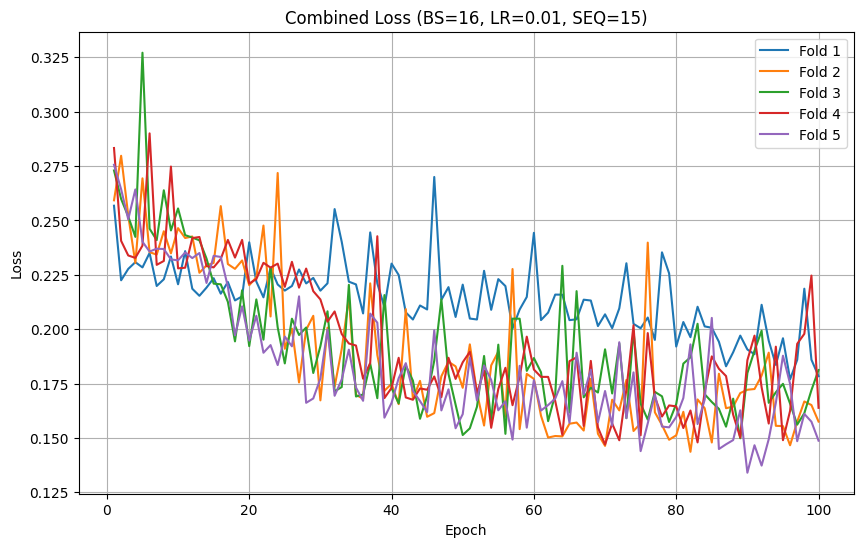 Combined Loss (BS=16, LR=0.01, SEQ=15)
Fold 1
Fold 2
Fold 3
Fold 4
Fold 5
Loss
0.325
0.300
0.275
0.250
0.225
0.200
0.175
0.150
0.125
0 20 40 60 80 100
Epoch